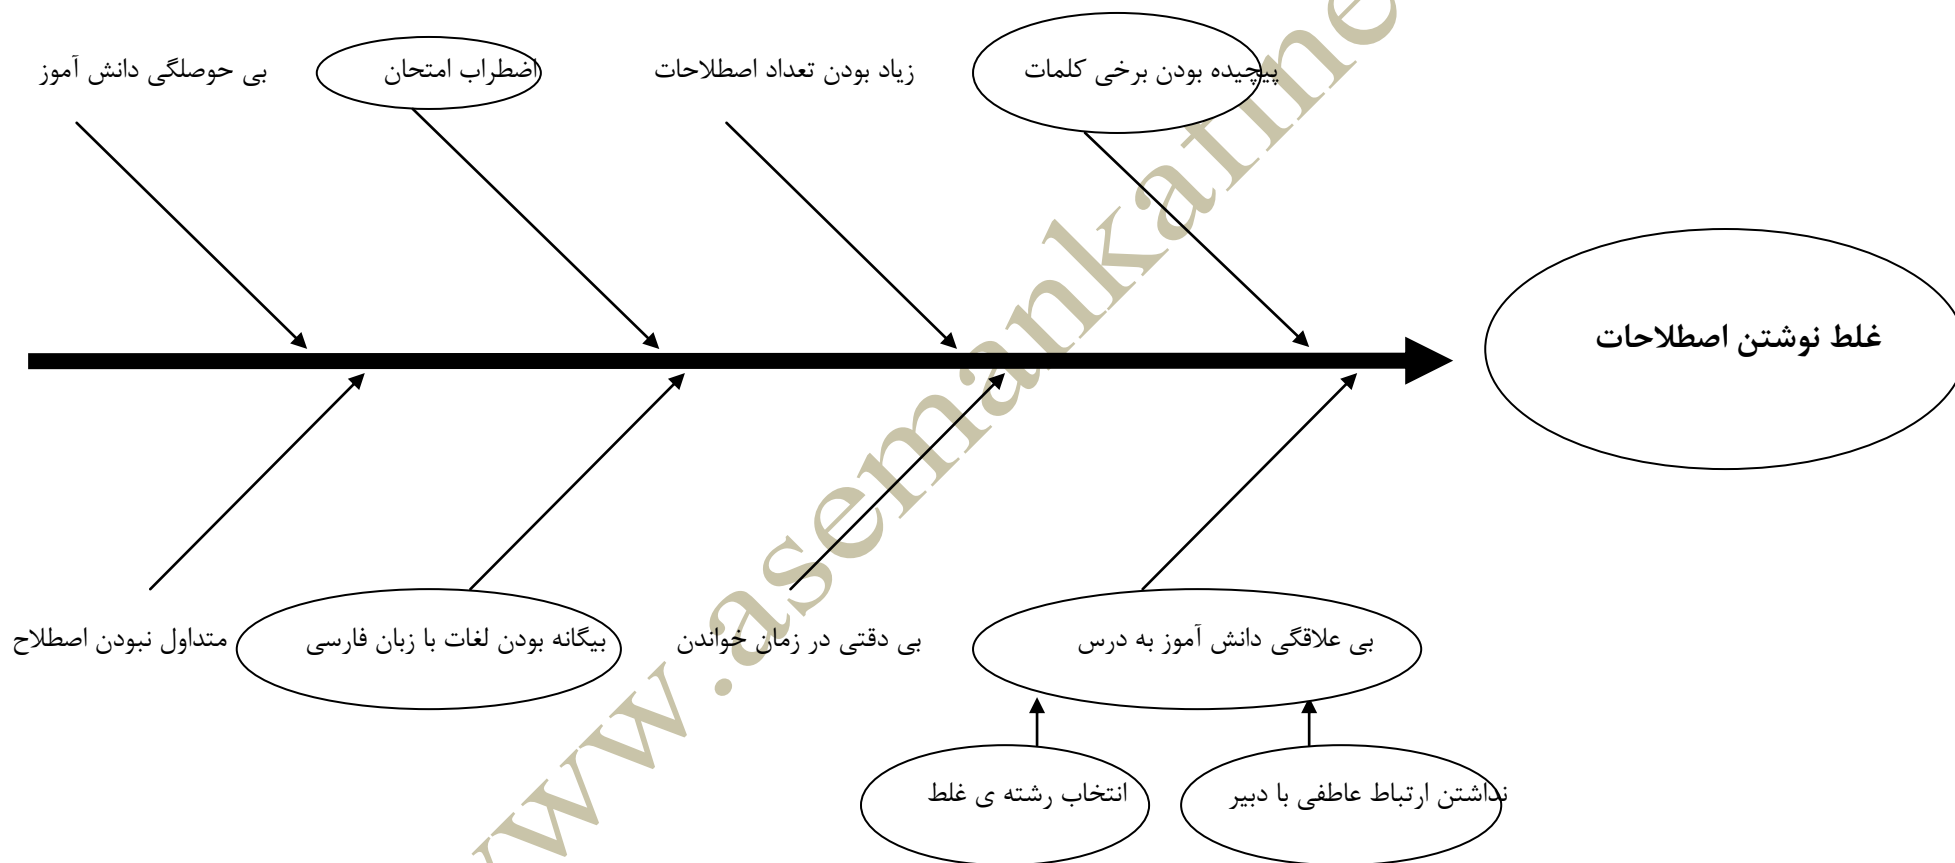 پیچیده بودن برخی کلمات
زیاد بودن تعداد اصطلاحات
اضطراب امتحان
بی حوصلگی دانش آموز
غلط نوشتن اصطلاحات
بی علاقگی دانش آموز به درس
بی دقتی در زمان خواندن
بیگانه بودن لغات با زبان فارسی
متداول نبودن اصطلاح
نداشتن ارتباط عاطفی با دبیر
انتخاب رشته ی غلط